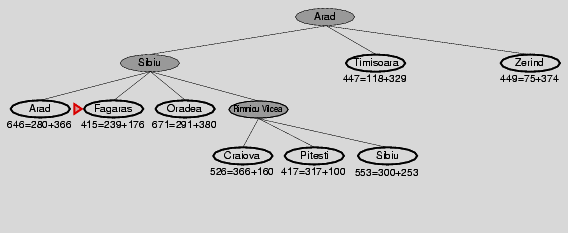 Arad
Sibiu
Timisoara
Zerind
447=118+329
449=75+374
Arad
Fagaras
Oradea
Rimnicu Vilcea
646=280+366
415=239+176
671=291+380
Craiova
Pitesti
Sibiu
526=366+160
417=317+100
553=300+253